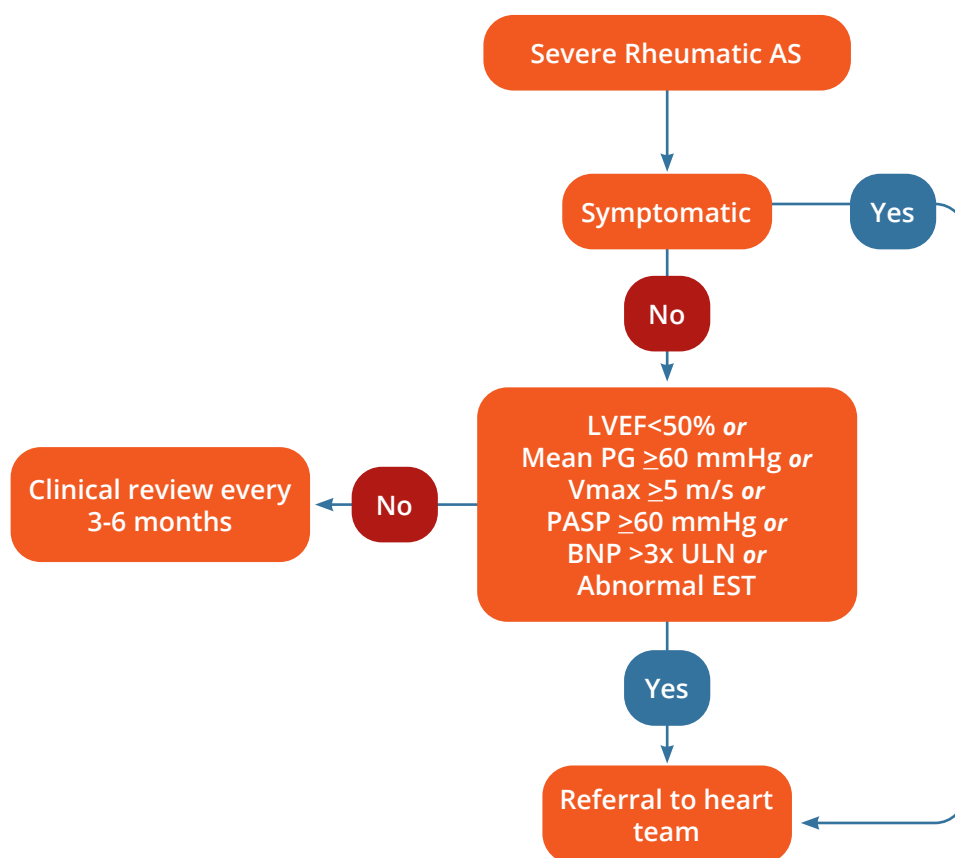 Severe Rheumatic AS
Symptomatic
Yes
No
LVEF<50% or
Mean PG ≥60 mmHg or
Vmax ≥5 m/s or
PASP ≥60 mmHg or
BNP >3x ULN or
Abnormal EST
No
Clinical review every
3-6 months
Yes
Referral to heart
team